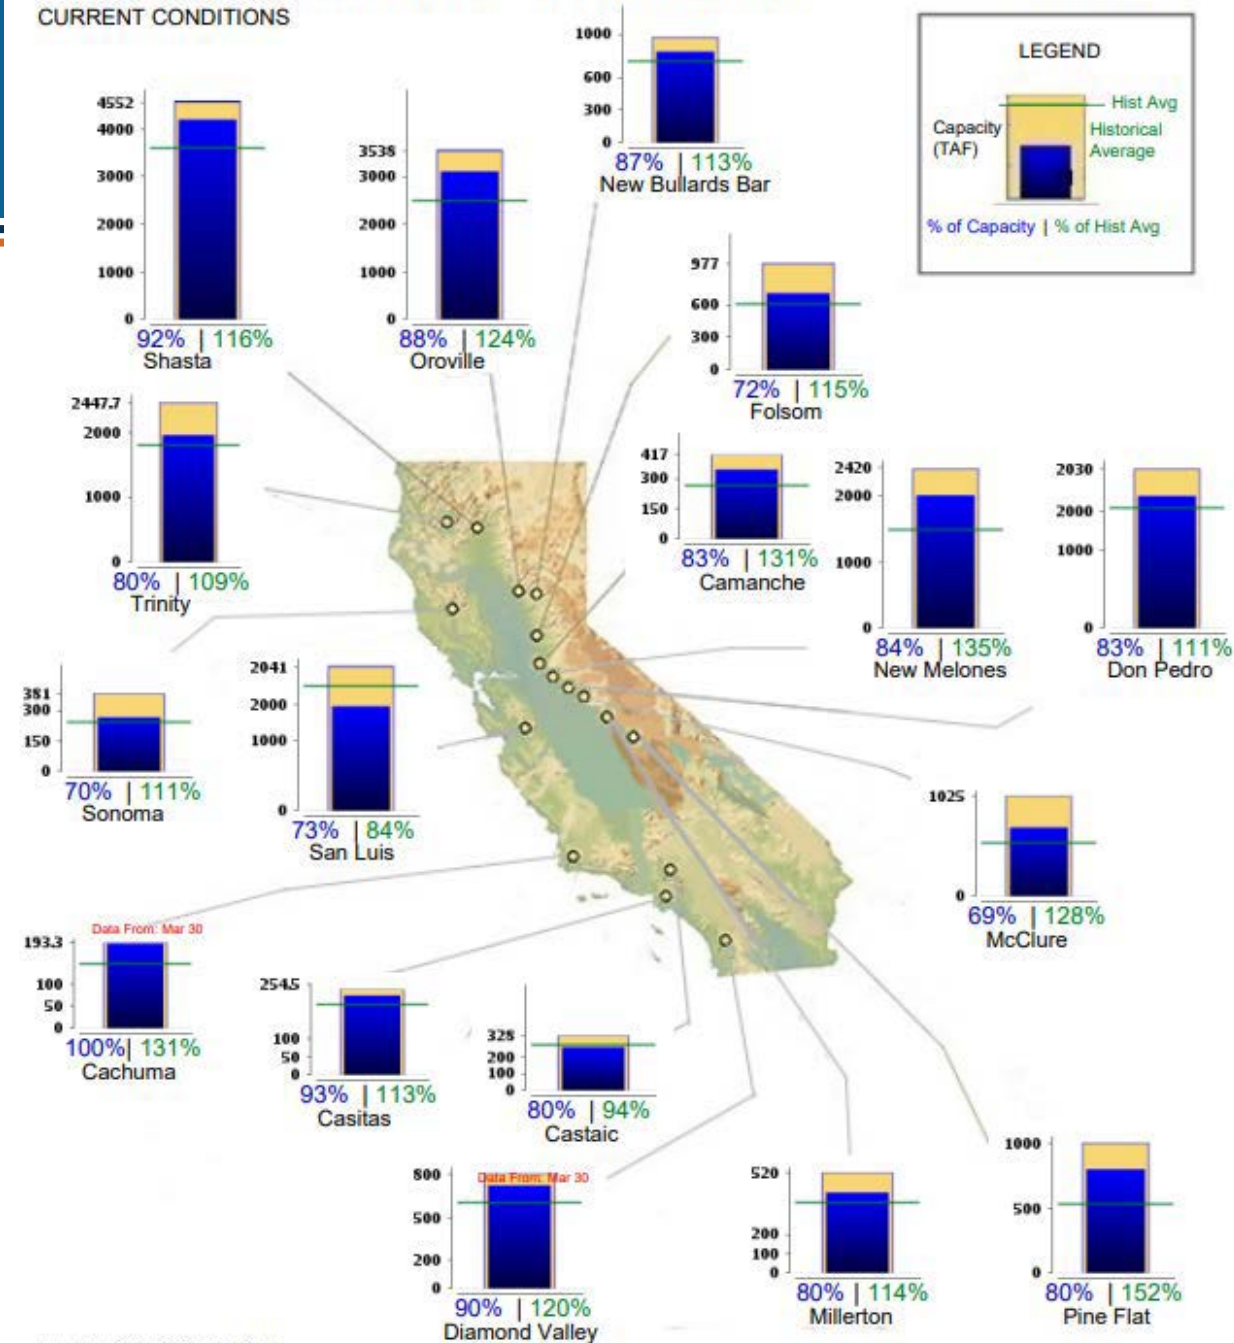 CURRENT CONDITIONS
LEGEND
Hist Avg
Capacity
(TAF)
Historical
Average
% of Capacity | % of Hist Avg
4552
4000
3000
2000
1000
0
92% | 116%
Shasta
3538
3000
2000
1000
0
88% | 124%
Oroville
1000
600
300
0
87% | 113%
New Bullards Bar
977
600
300
0
72% | 115%
Folsom
2447.7
2000
1000
0
80% | 109%
Trinity
417
300
150
0
83% | 131%
Camanche
2420
2000
1000
0
84% | 135%
New Melones
2030
2000
1000
0
83% | 111%
Don Pedro
381
300
150
0
70% | 111%
Sonoma
2041
2000
1000
0
73% | 84%
San Luis
1025
0
69% | 128%
McClure
Data From: Mar 30
193.3
100
50
0
100%| 131%
Cachuma
254.5
100
50
0
93% | 113%
Casitas
328
200
100
0
80% | 94%
Castaic
800
Data From: Mar 30
500
200
0
90% | 120%
Diamond Valley
520
200
100
0
80% | 114%
Millerton
1000
500
0
80% | 152%
Pine Flat